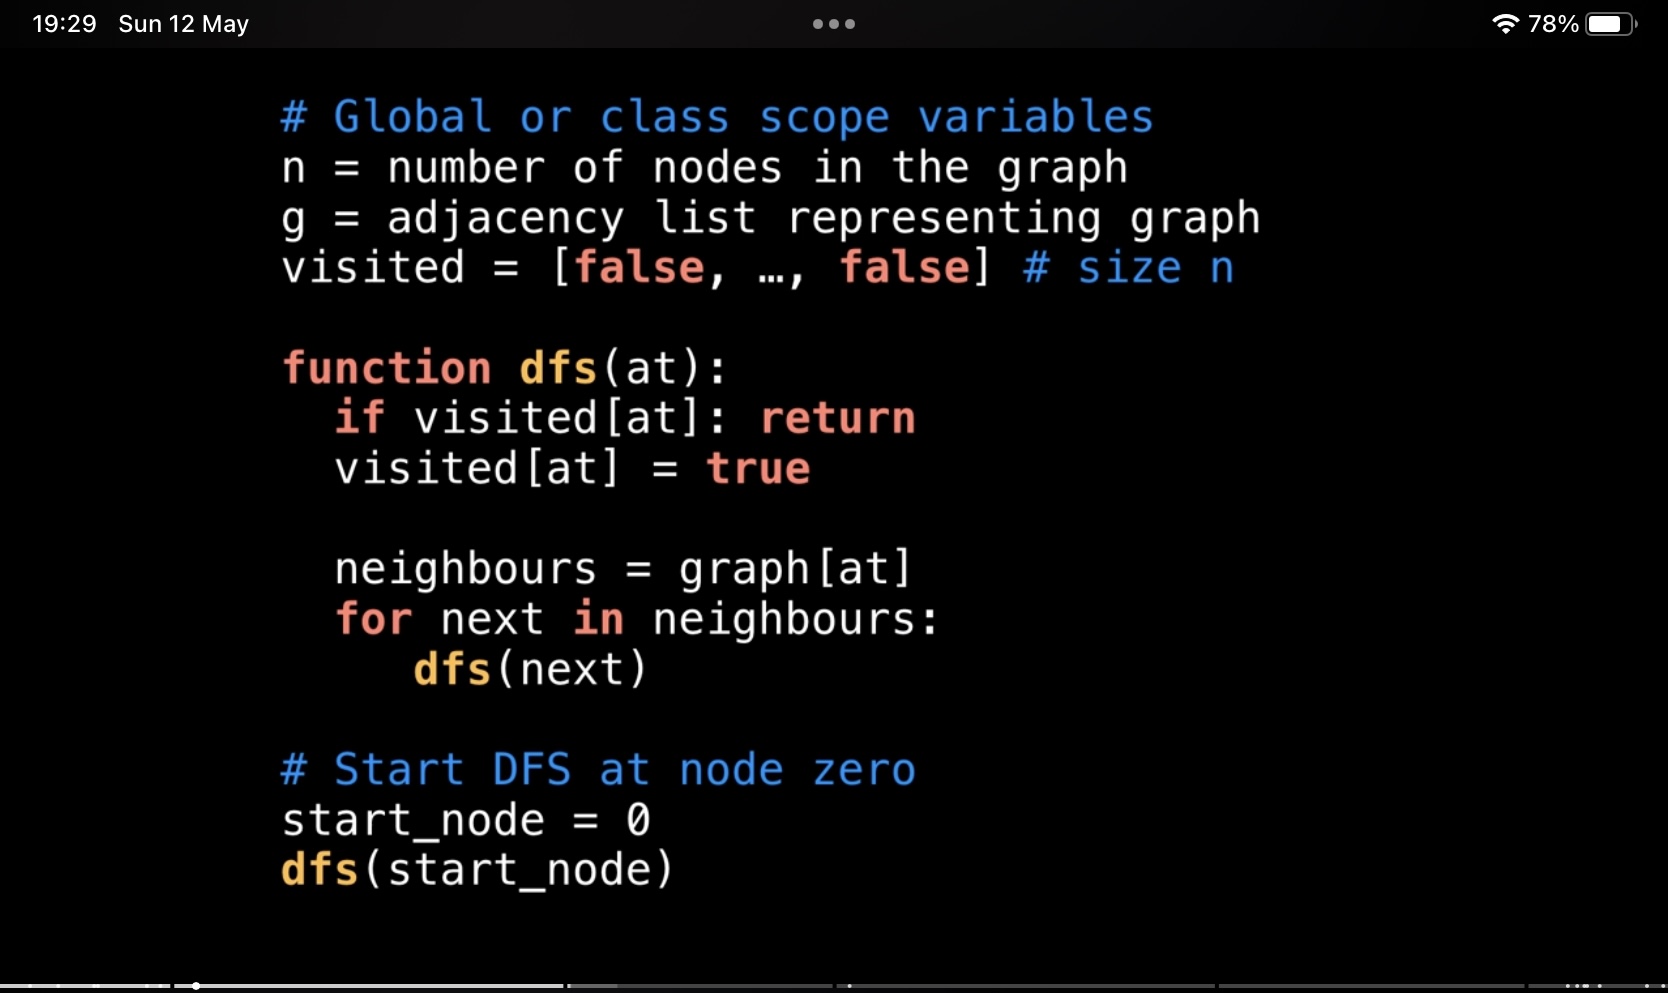 19:29 Sun 12 May 78%
# Global or class scope variables
n = number of nodes in the graph
g = adjacency list representing graph
visited = [false, …, false] # size n
function dfs(at):
if visited[at]: return
visited[at] = true
neighbours = graph[at]
for next in neighbours:
dfs(next)
# Start DFS at node zero
start_node = 0
dfs(start_node)